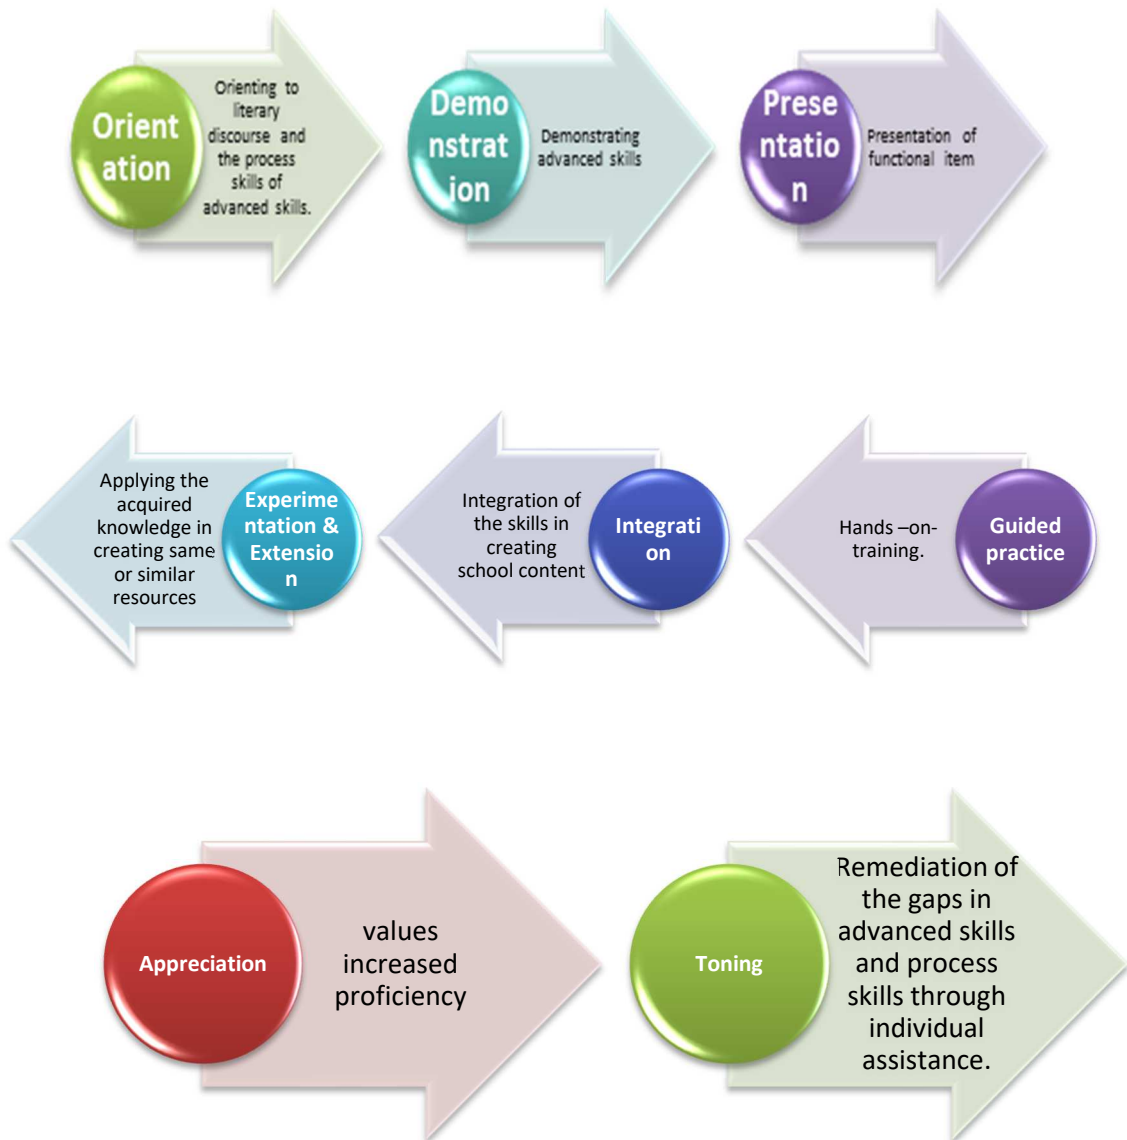 Orient
ation
Orienting to
literary
discourse and
the process
skills of
advanced skills.
Demo
nstrat
ion
Demonstrating
advanced skills
Prese
ntatio
n
Presentation of
functional item
Applying the
acquired
knowledge in
creating same
or similar
resources
Experime
ntation &
Extensio
n
Integration of
the skills in
creating
school content
Integrati
on
Hands –on-
training.
Guided
practice
Appreciation
values
increased
proficiency
Toning
Remediation of
the gaps in
advanced skills
and process
skills through
individual
assistance.